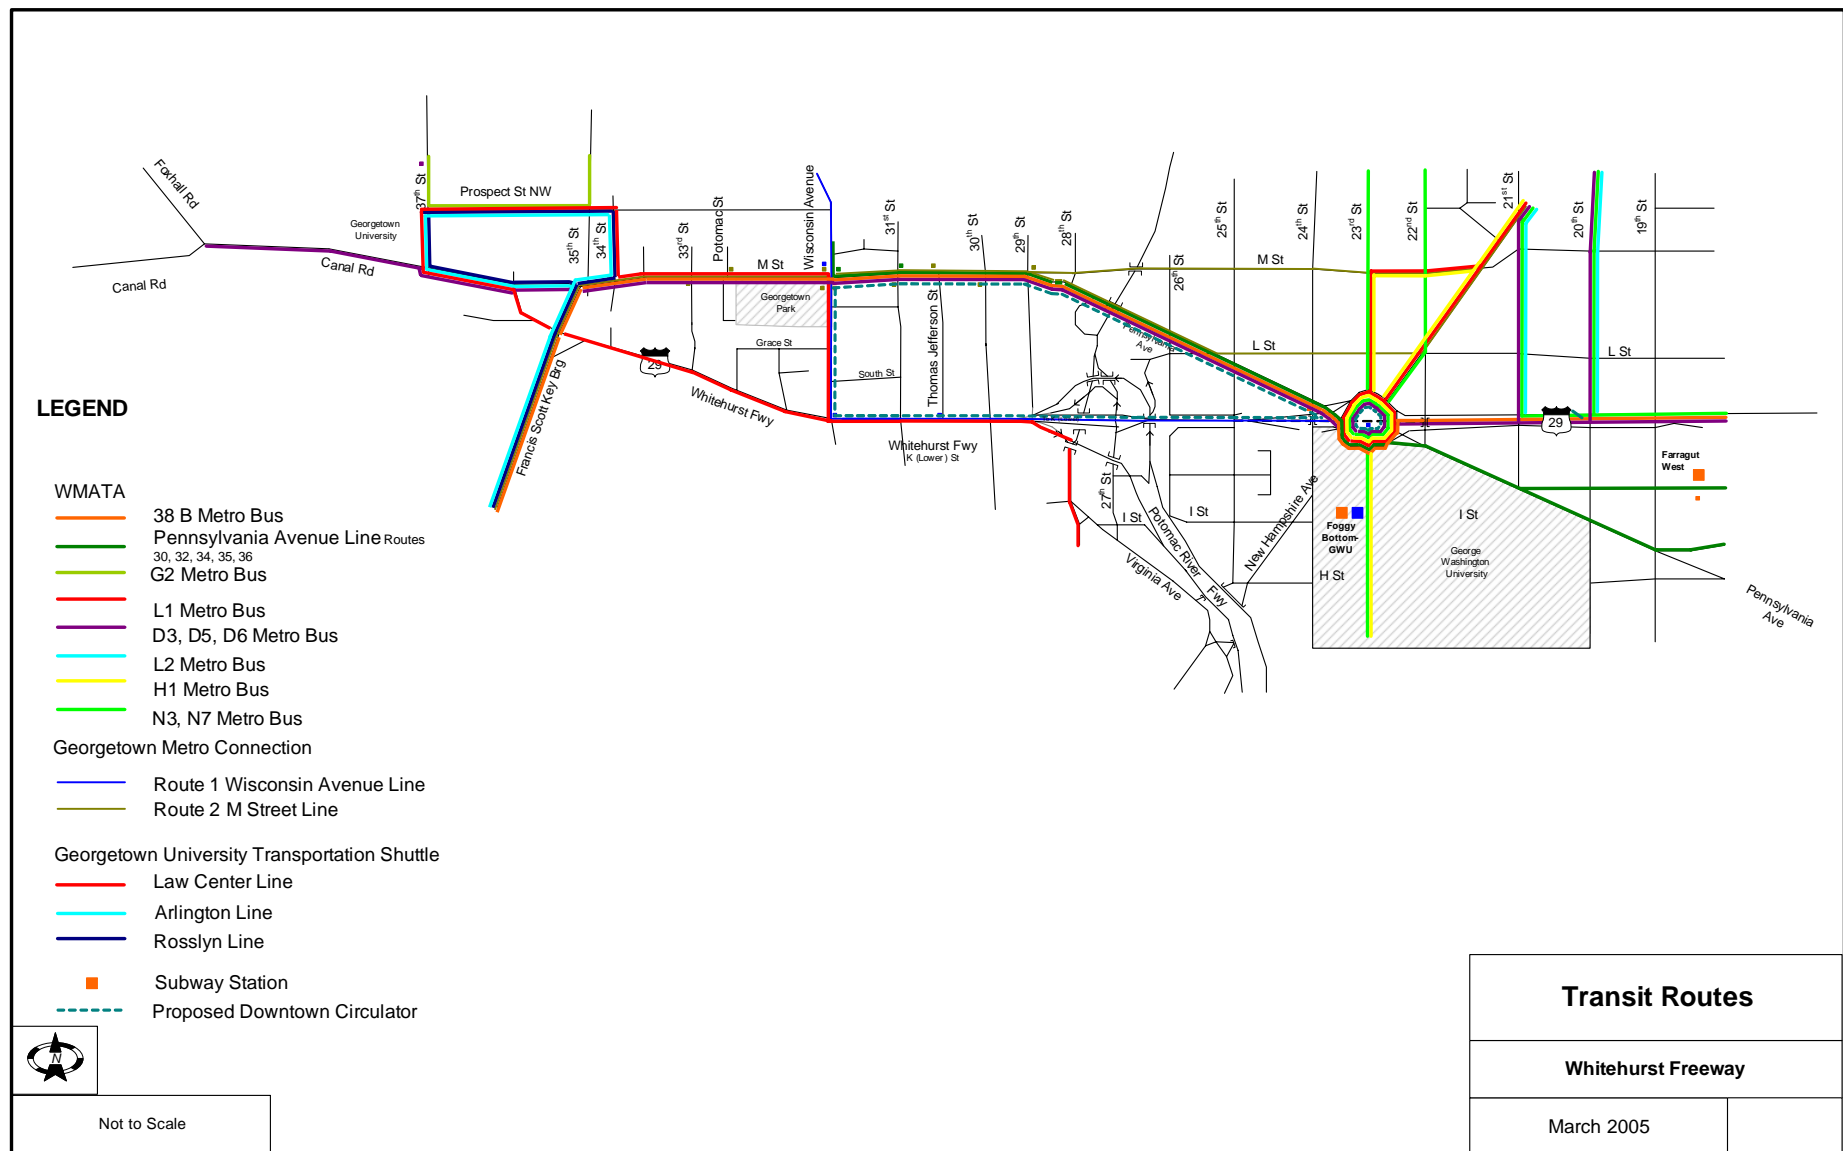 Foxhall Rd
Canal Rd
Canal Rd
Georgetown
University
37th St
Prospect St NW
35th St
34th St
33rd St
Potomac St
Wisconsin Avenue
M St
Georgetown
Park
Grace St
South St
31st St
Thomas Jefferson St
30th St
29th St
28th St
Pennsylvania
Ave
26th St
25th St
24th St
23rd St
22nd St
21st St
20th St
19th St
M St
L St
L St
29
29
Francis Scott Key Brg
Whitehurst Fwy
Whitehurst Fwy
K (Lower) St
27th St
I St
I St
Potomac River
Fwy
Virginia Ave
New Hampshire Ave
H St
Foggy
Bottom-
GWU
I St
George
Washington
University
Farragut
West
Pennsylvania
Ave
LEGEND
WMATA
38 B Metro Bus
Pennsylvania Avenue Line Routes
30, 32, 34, 35, 36
G2 Metro Bus
L1 Metro Bus
D3, D5, D6 Metro Bus
L2 Metro Bus
H1 Metro Bus
N3, N7 Metro Bus
Georgetown Metro Connection
Route 1 Wisconsin Avenue Line
Route 2 M Street Line
Georgetown University Transportation Shuttle
Law Center Line
Arlington Line
Rosslyn Line
Subway Station
Proposed Downtown Circulator
N
Not to Scale
Transit Routes
Whitehurst Freeway
March 2005